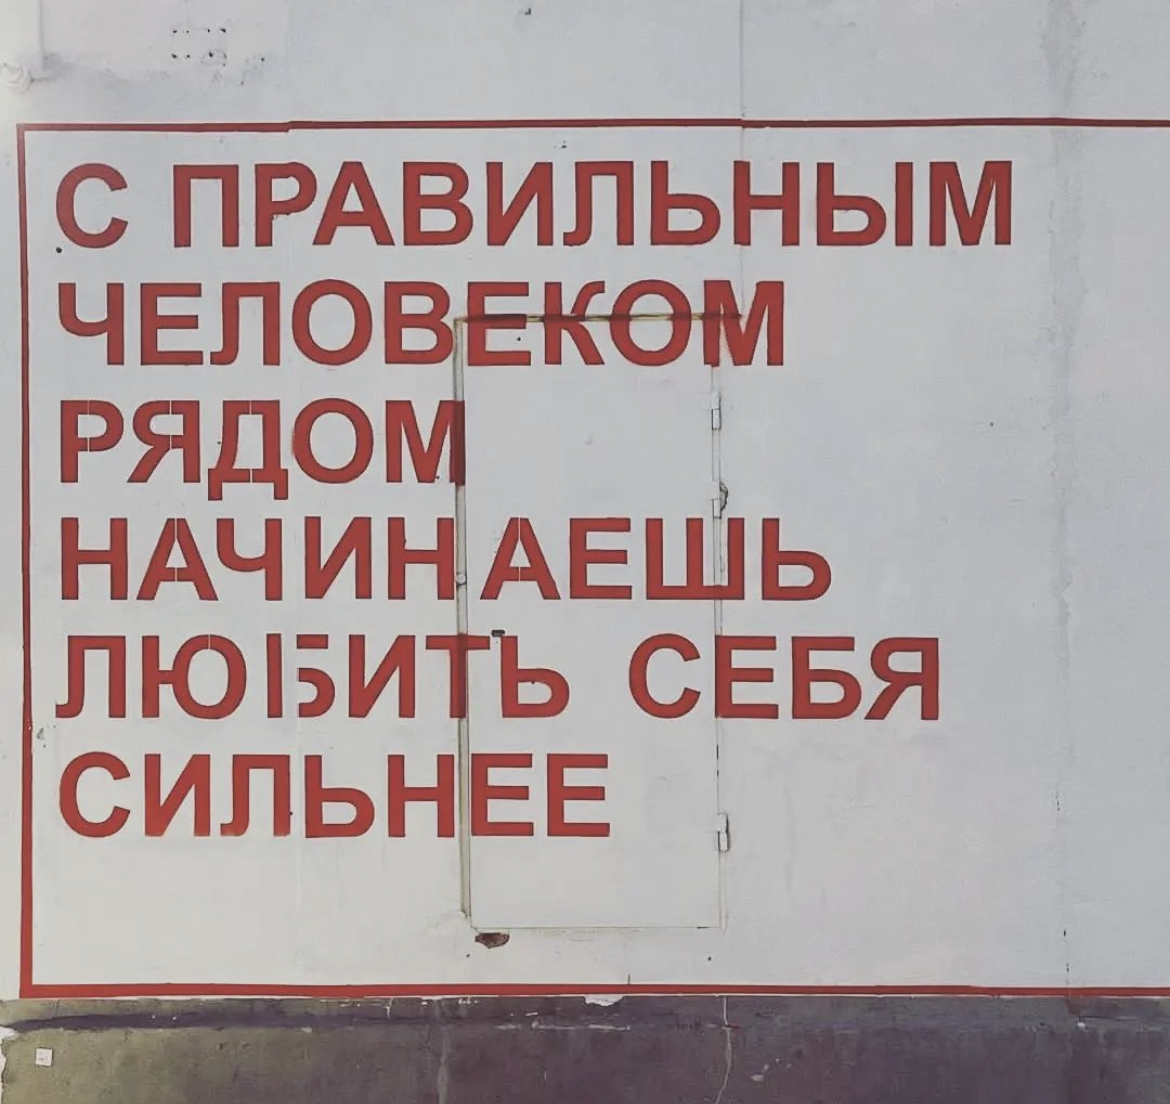 С ПРАВИЛЬНЫМ
ЧЕЛОВЕКОМ
РЯДОМ
НАЧИНАЕШЬ
ЛЮБИТЬ СЕБЯ
СИЛЬНЕЕ